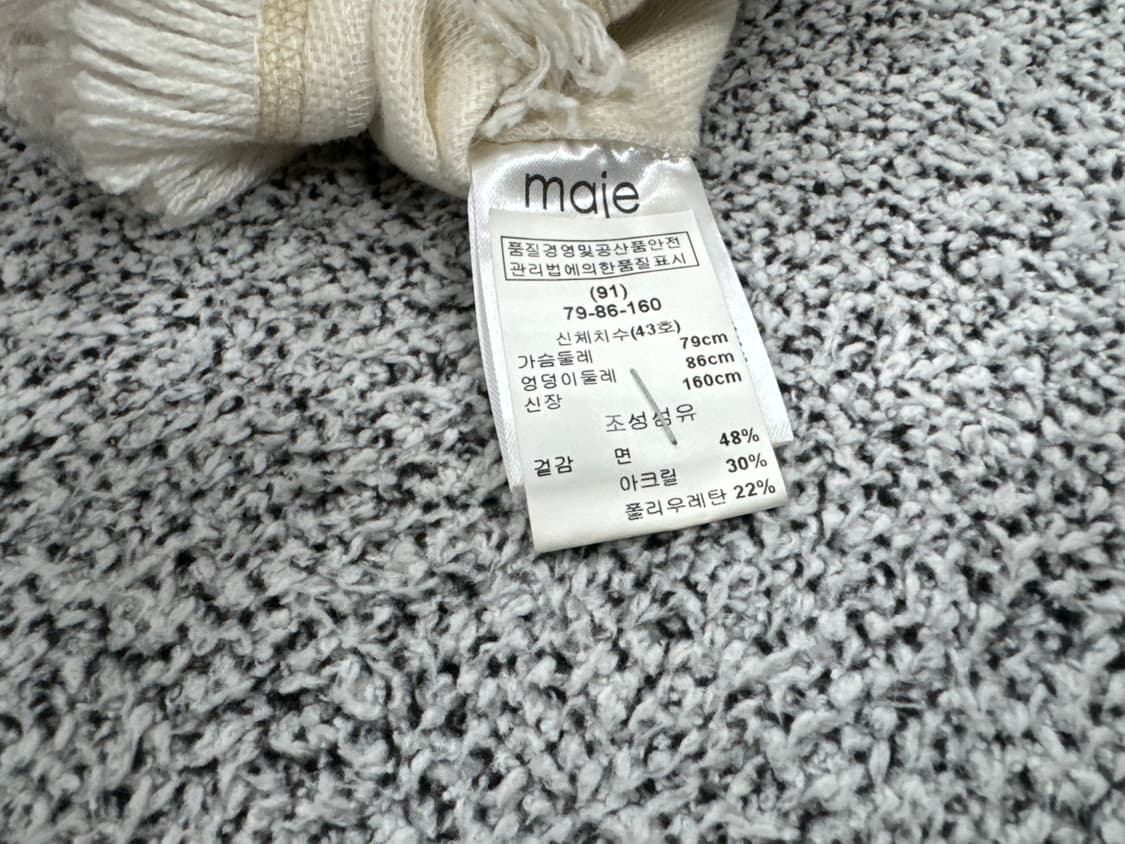 maje
품질경영및공산품안전
관리법에의한품질표시
(91)
79-86-160
신체치수(43호)
가슴둘레 79cm
엉덩이둘레 86cm
신장 160cm
조성섬유
겉감 면 48%
아크릴 30%
폴리우레탄 22%